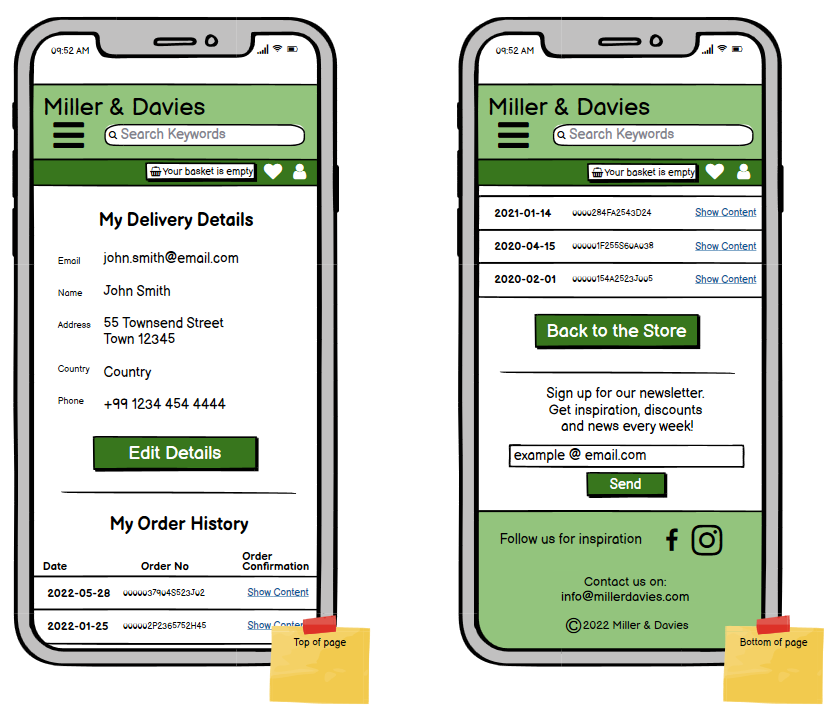 09:52 AM
Miller & Davies
Search Keywords
Your basket is empty
My Delivery Details
Email john.smith@email.com
Name John Smith
Address 55 Townsend Street
Town 12345
Country Country
Phone +99 1234 454 4444
Edit Details
My Order History
Date Order No Order Confirmation
2022-05-28 0000037904S523J02 Show Content
2022-01-25 000002P2365752H45 Show Content
Top of page
09:52 AM
Miller & Davies
Search Keywords
Your basket is empty
2021-01-14 0000284FA2543D24 Show Content
2020-04-15 000001F255S60A038 Show Content
2020-02-01 00000154A2523J005 Show Content
Back to the Store
Sign up for our newsletter.
Get inspiration, discounts
and news every week!
example @ email.com
Send
Follow us for inspiration
Contact us on:
info@millerdavies.com
©2022 Miller & Davies
Bottom of page